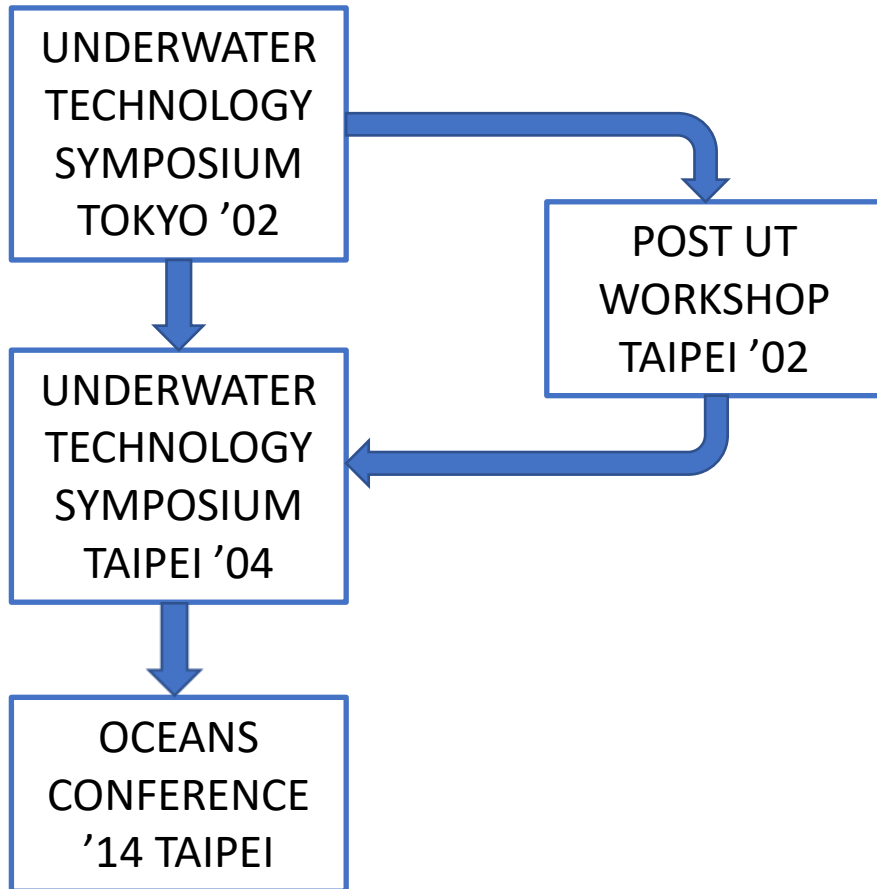 UNDERWATER
TECHNOLOGY
SYMPOSIUM
TOKYO ’02
POST UT
WORKSHOP
TAIPEI ’02
UNDERWATER
TECHNOLOGY
SYMPOSIUM
TAIPEI ’04
OCEANS
CONFERENCE
’14 TAIPEI